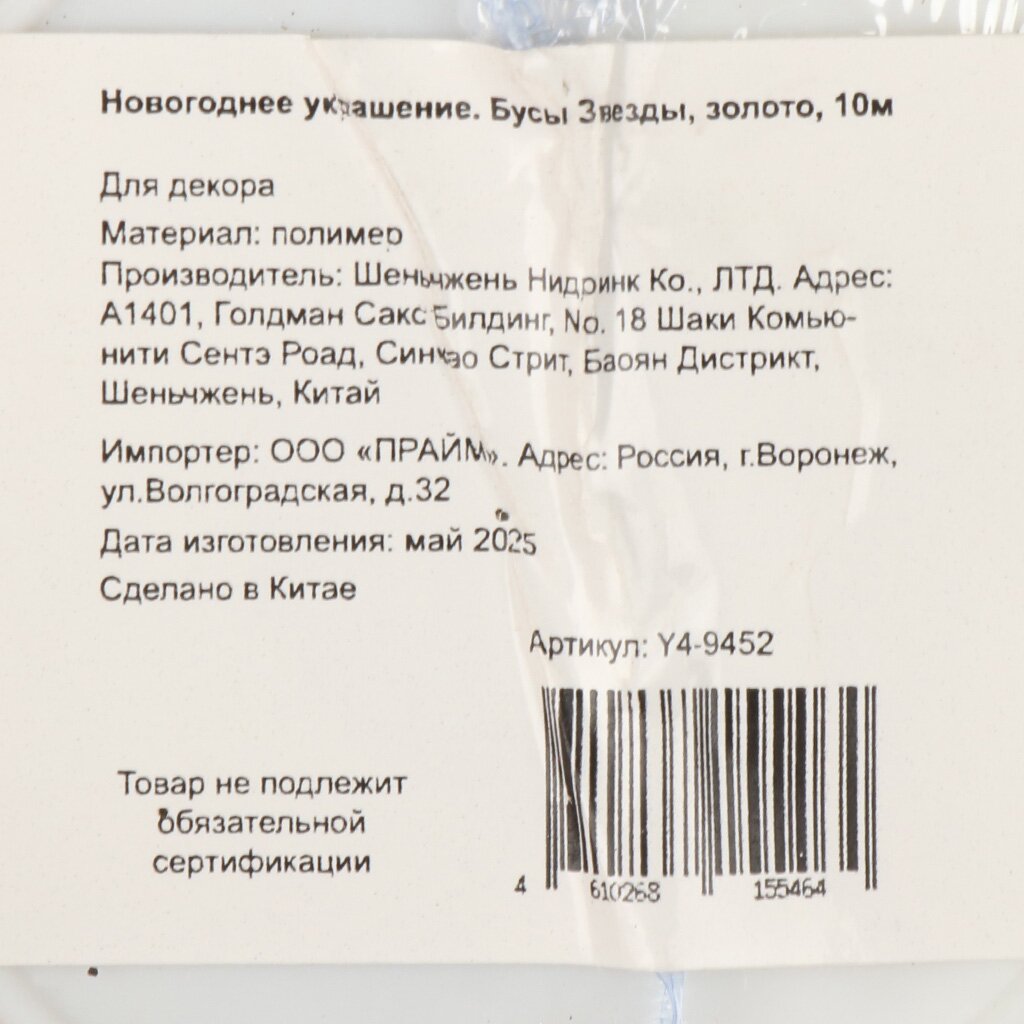 Новогоднее украшение. Бусы Звезды, золото, 10м
Для декора
Материал: полимер
Производитель: Шеньчжень Нидринк Ко., ЛТД. Адрес:
А1401, Голдман Сакс Билдинг, No. 18 Шаки Комью-
нити Сентэ Роад, Синчао Стрит, Баоян Дистрикт,
Шеньчжень, Китай
Импортер: ООО «ПРАЙМ». Адрес: Россия, г.Воронеж,
ул.Волгоградская, д.32
Дата изготовления: май 2025
Сделано в Китае
Артикул: Y4-9452
Товар не подлежит
обязательной
сертификации
4 610268 155464